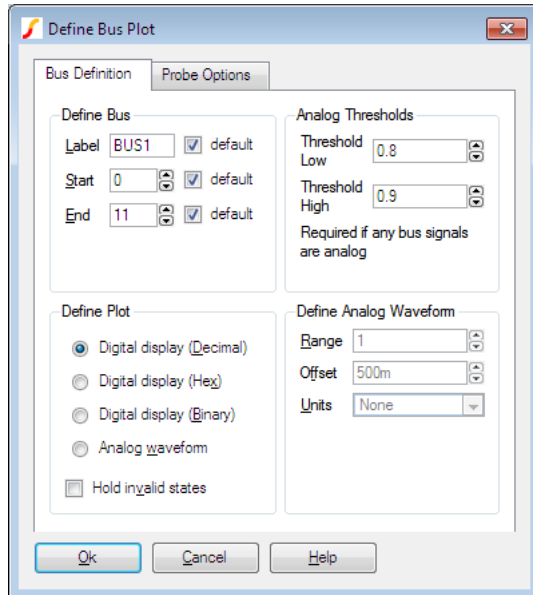 Define Bus Plot
Bus Definition
Probe Options
Define Bus
Label BUS1 default
Start 0 default
End 11 default
Analog Thresholds
Threshold
Low 0.8
Threshold
High 0.9
Required if any bus signals
are analog
Define Plot
Digital display (Decimal)
Digital display (Hex)
Digital display (Binary)
Analog waveform
Hold invalid states
Define Analog Waveform
Range 1
Offset 500m
Units None
Ok Cancel Help